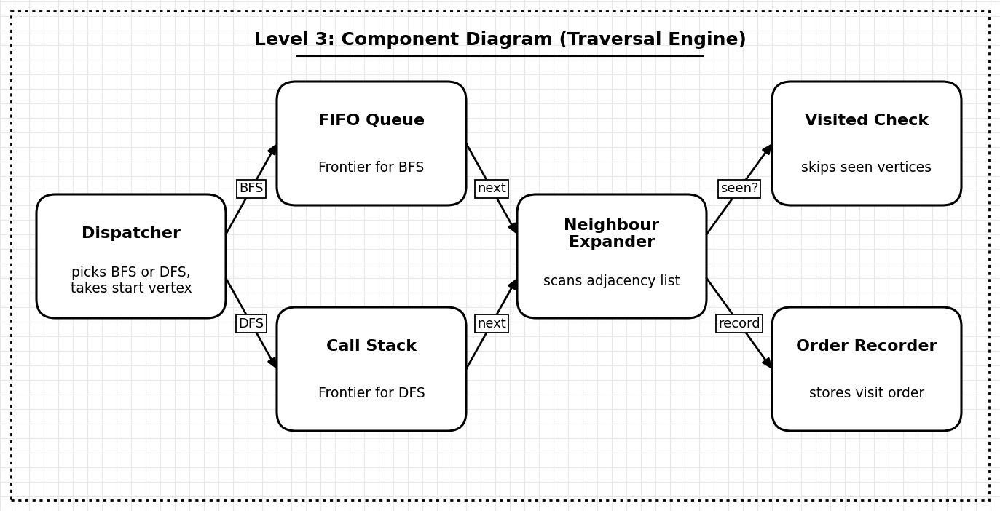 Level 3: Component Diagram (Traversal Engine)
FIFO Queue
Frontier for BFS
Visited Check
skips seen vertices
BFS
next
seen?
Dispatcher
picks BFS or DFS,
takes start vertex
Neighbour
Expander
scans adjacency list
DFS
next
record
Call Stack
Frontier for DFS
Order Recorder
stores visit order